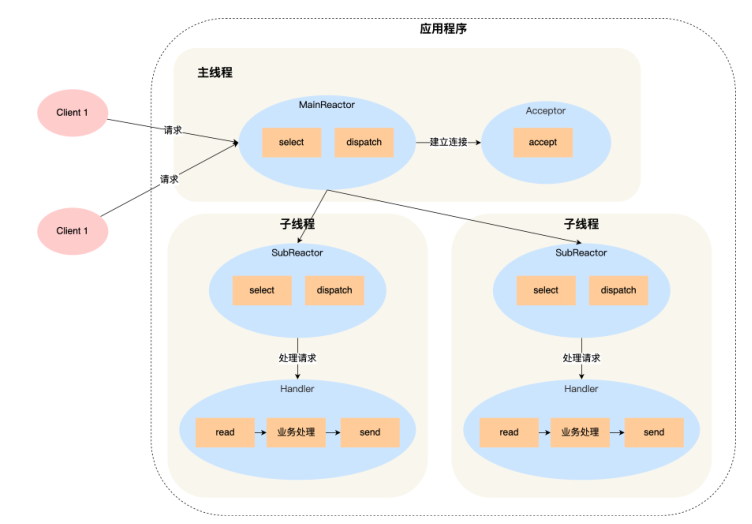 应用程序
主线程
MainReactor
select
dispatch
建立连接
Acceptor
accept
Client 1
请求
Client 1
请求
子线程
SubReactor
select
dispatch
处理请求
Handler
read
业务处理
send
子线程
SubReactor
select
dispatch
处理请求
Handler
read
业务处理
send